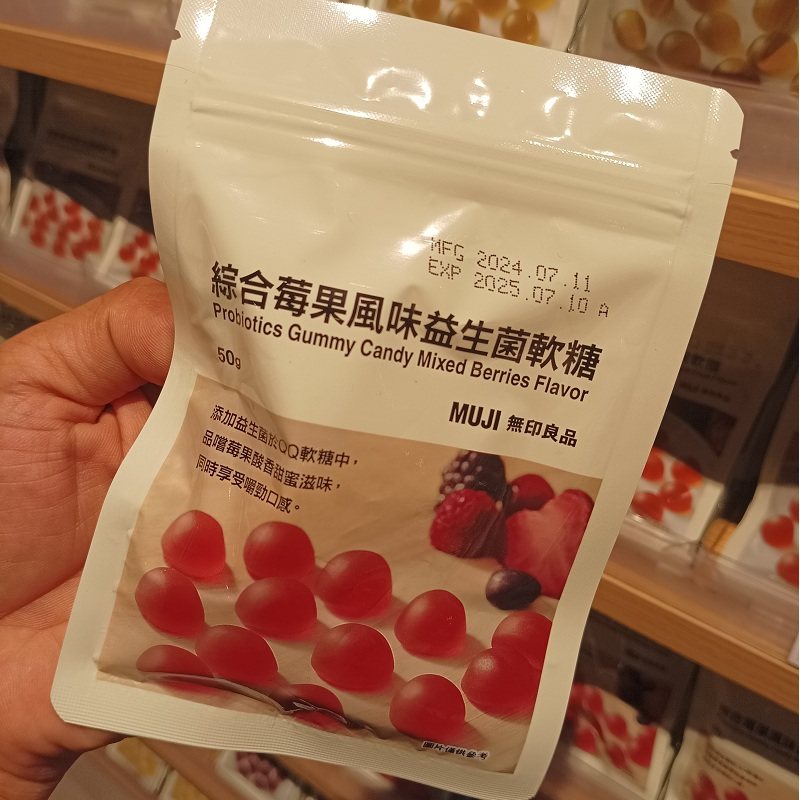 MFG 2024.07.11
EXP 2025.07.10 A
綜合莓果風味益生菌軟糖
Probiotics Gummy Candy Mixed Berries Flavor
50g
MUJI 無印良品
添加益生菌於QQ軟糖中，
品嚐莓果酸香甜蜜滋味，
同時享受嚼勁口感。
圖片僅供參考